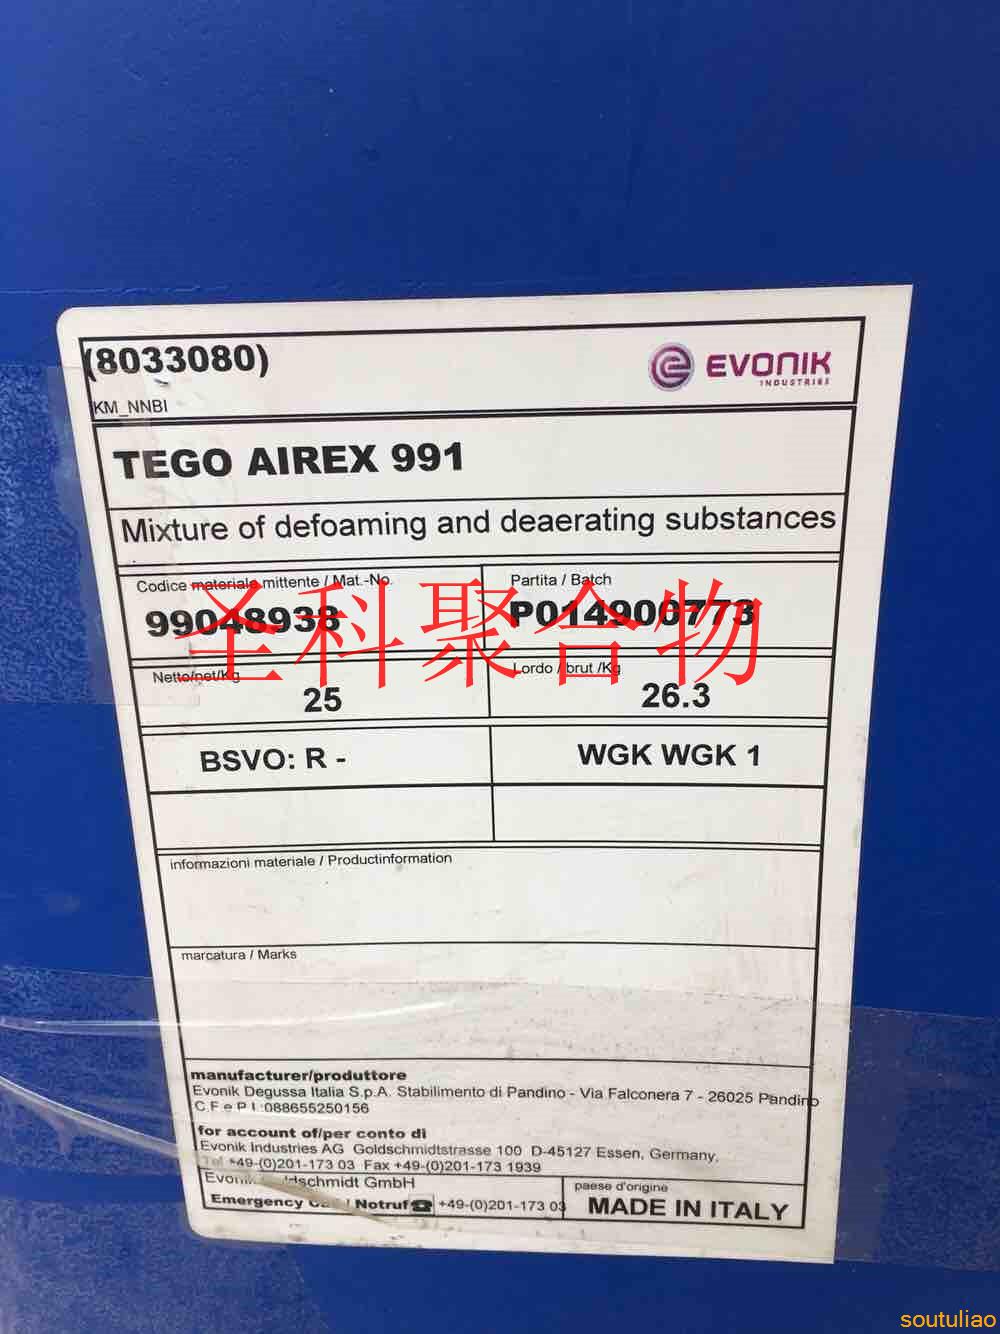 (8033080)
EVONIK
INDUSTRIES
KM_NNBI
TEGO AIREX 991
Mixture of defoaming and deaerating substances
Codice materiale mittente / Mat.-No.
Partita / Batch
99048938
P014900773
圣科聚合物
Netto/net/Kg
Lordo / brut /Kg
25
26.3
BSVO: R -
WGK WGK 1
informazioni materiale / Productinformation
marcatura / Marks
manufacturer/produttore
Evonik Degussa Italia S.p.A. Stabilimento di Pandino - Via Falconera 7 - 26025 Pandino
C.F e P I :088655250156
for account of/per conto di
Evonik Industries AG Goldschmidtstrasse 100 D-45127 Essen, Germany,
Tel +49-(0)201-173 03 Fax +49-(0)201-173 1939
GmbH
Emergency / Notruf ☎ +49-(0)201-173 03
paese d'origine
MADE IN ITALY
soutuliao